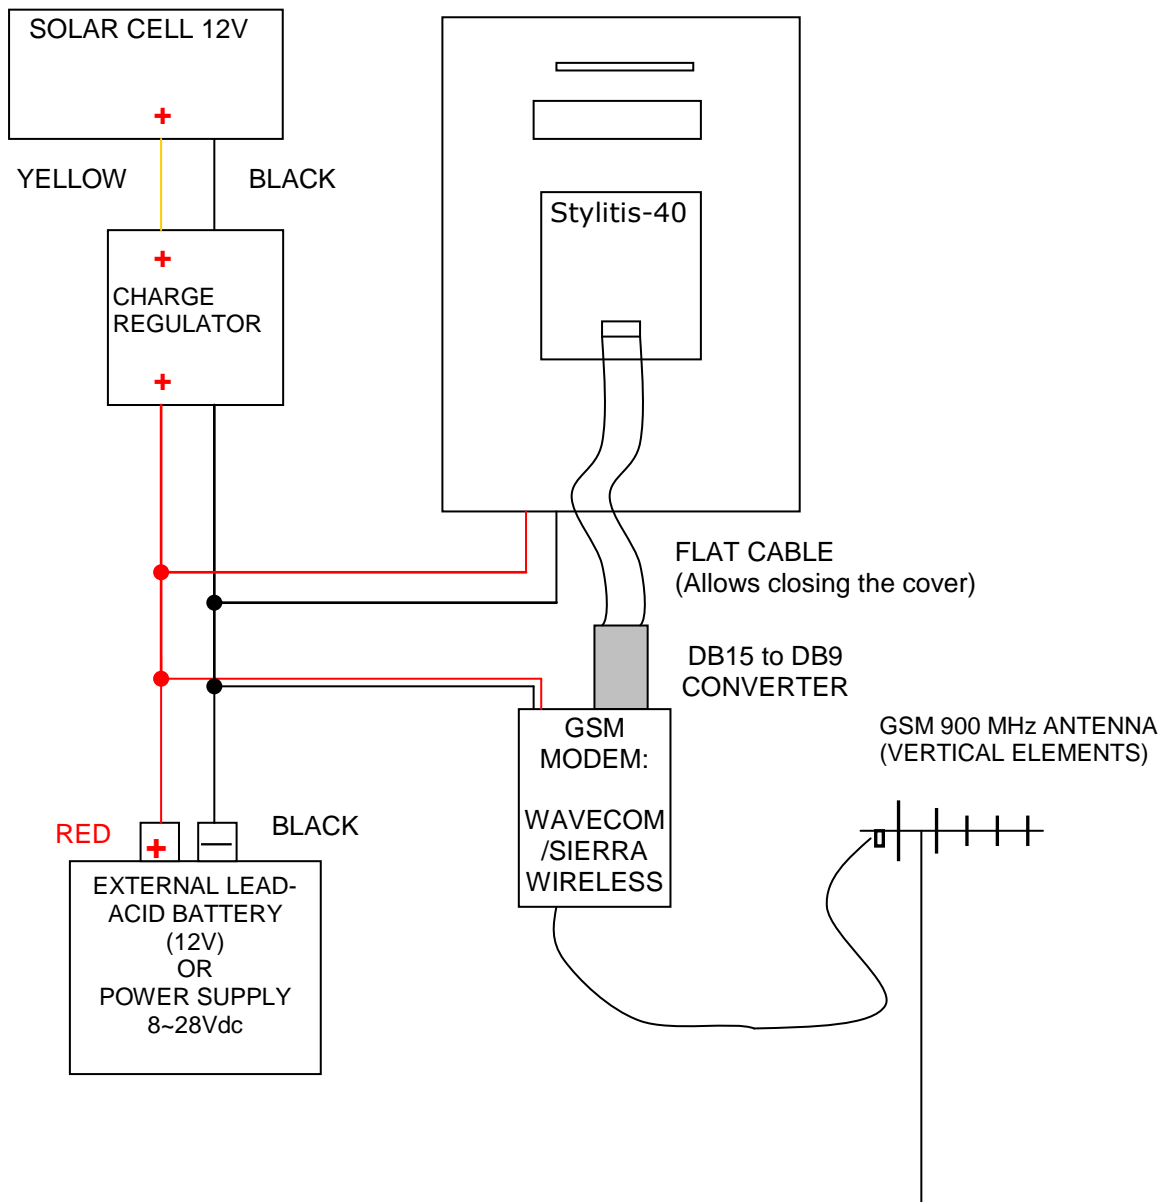 SOLAR CELL 12V
+
YELLOW
BLACK
+
CHARGE
REGULATOR
+
Stylitis-40
FLAT CABLE
(Allows closing the cover)
DB15 to DB9
CONVERTER
GSM
MODEM:
WAVECOM
/SIERRA
WIRELESS
GSM 900 MHz ANTENNA
(VERTICAL ELEMENTS)
RED
+
—
BLACK
EXTERNAL LEAD-
ACID BATTERY
(12V)
OR
POWER SUPPLY
8~28Vdc